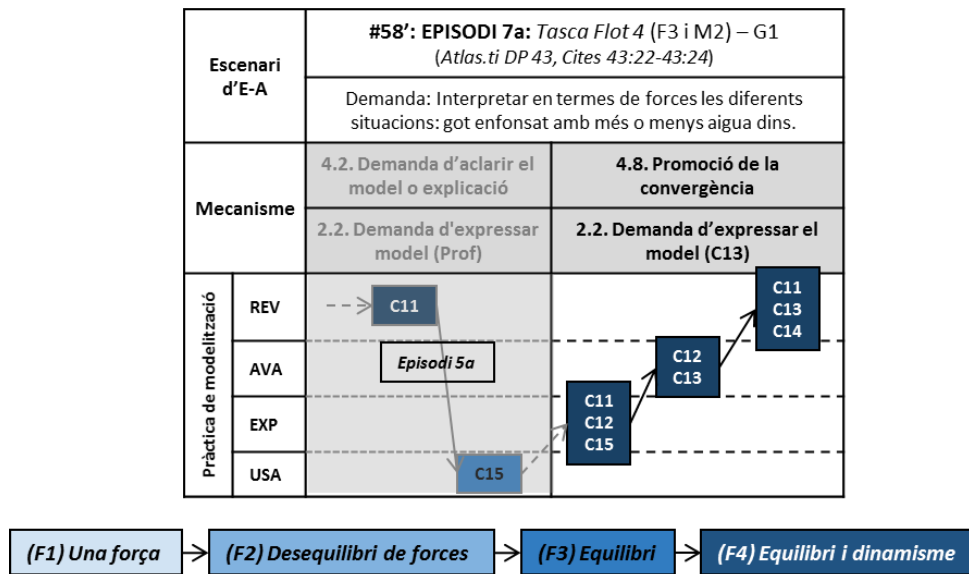 Escenari
d'E-A
#58': EPISODI 7a: Tasca Flot 4 (F3 i M2) – G1
(Atlas.ti DP 43, Cites 43:22-43:24)
Demanda: Interpretar en termes de forces les diferents
situacions: got enfonsat amb més o menys aigua dins.
Mecanisme
4.2. Demanda d'aclarir el
model o explicació
4.8. Promoció de la
convergència
2.2. Demanda d'expressar
model (Prof)
2.2. Demanda d'expressar el
model (C13)
Pràctica de modelització
REV
C11
C11
C13
C14
AVA
Episodi 5a
C12
C13
EXP
C11
C12
C15
USA
C15
(F1) Una força
(F2) Desequilibri de forces
(F3) Equilibri
(F4) Equilibri i dinamisme